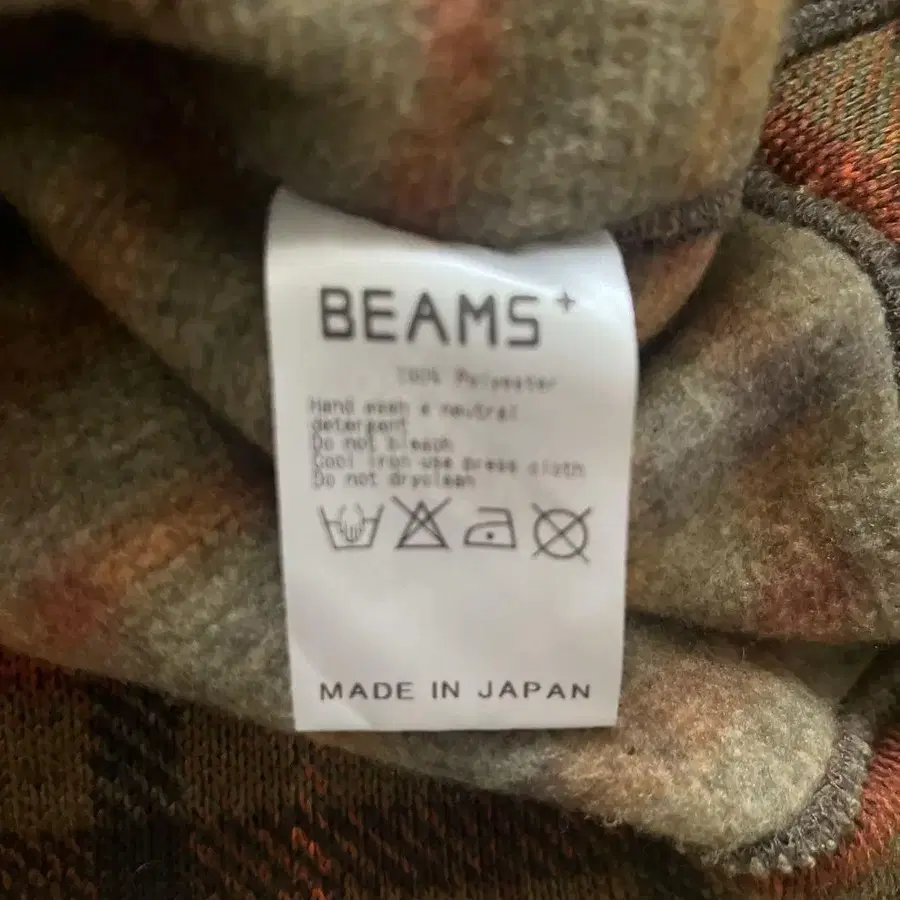 BEAMS+
100% Polyester
Hand wash e neutral
detergent
Do not bleach
Cool iron use press cloth
Do not dryclean
MADE IN JAPAN